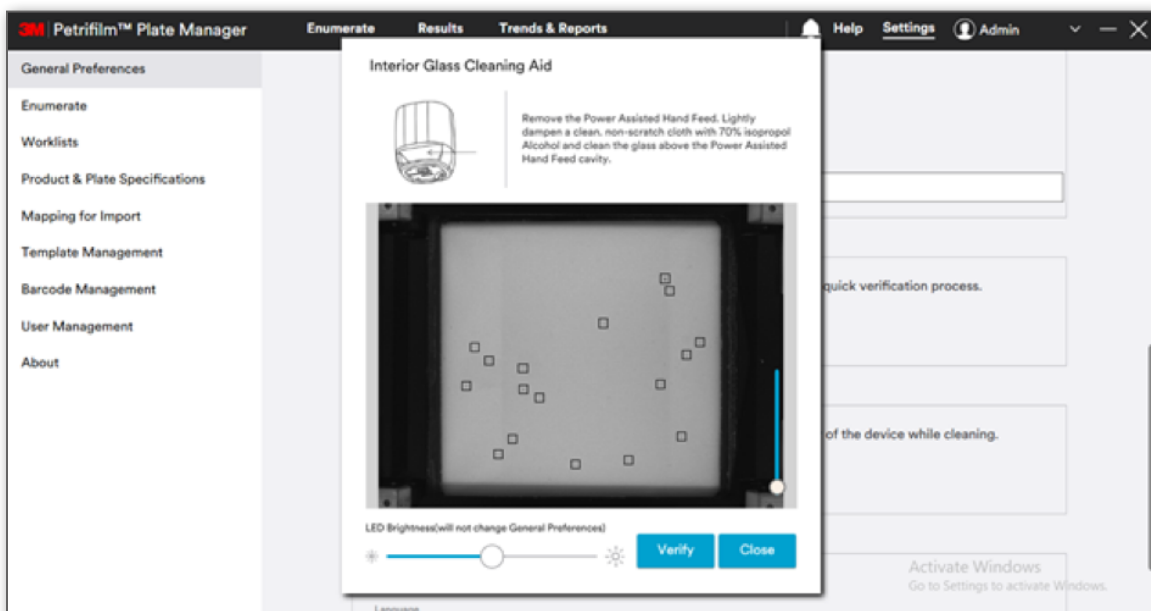 3M Petrifilm™ Plate Manager
Enumerate
Results
Trends & Reports
Help
Settings
Admin
General Preferences
Enumerate
Worklists
Product & Plate Specifications
Mapping for Import
Template Management
Barcode Management
User Management
About
Interior Glass Cleaning Aid
Remove the Power Assisted Hand Feed. Lightly
dampen a clean. non-scratch cloth with 70% isopropol
Alcohol and clean the glass above the Power Assisted
Hand Feed cavity.
quick verification process.
of the device while cleaning.
LED Brightness(will not change General Preferences)
Verify
Close
Activate Windows
Go to Settings to activate Windows.
Language